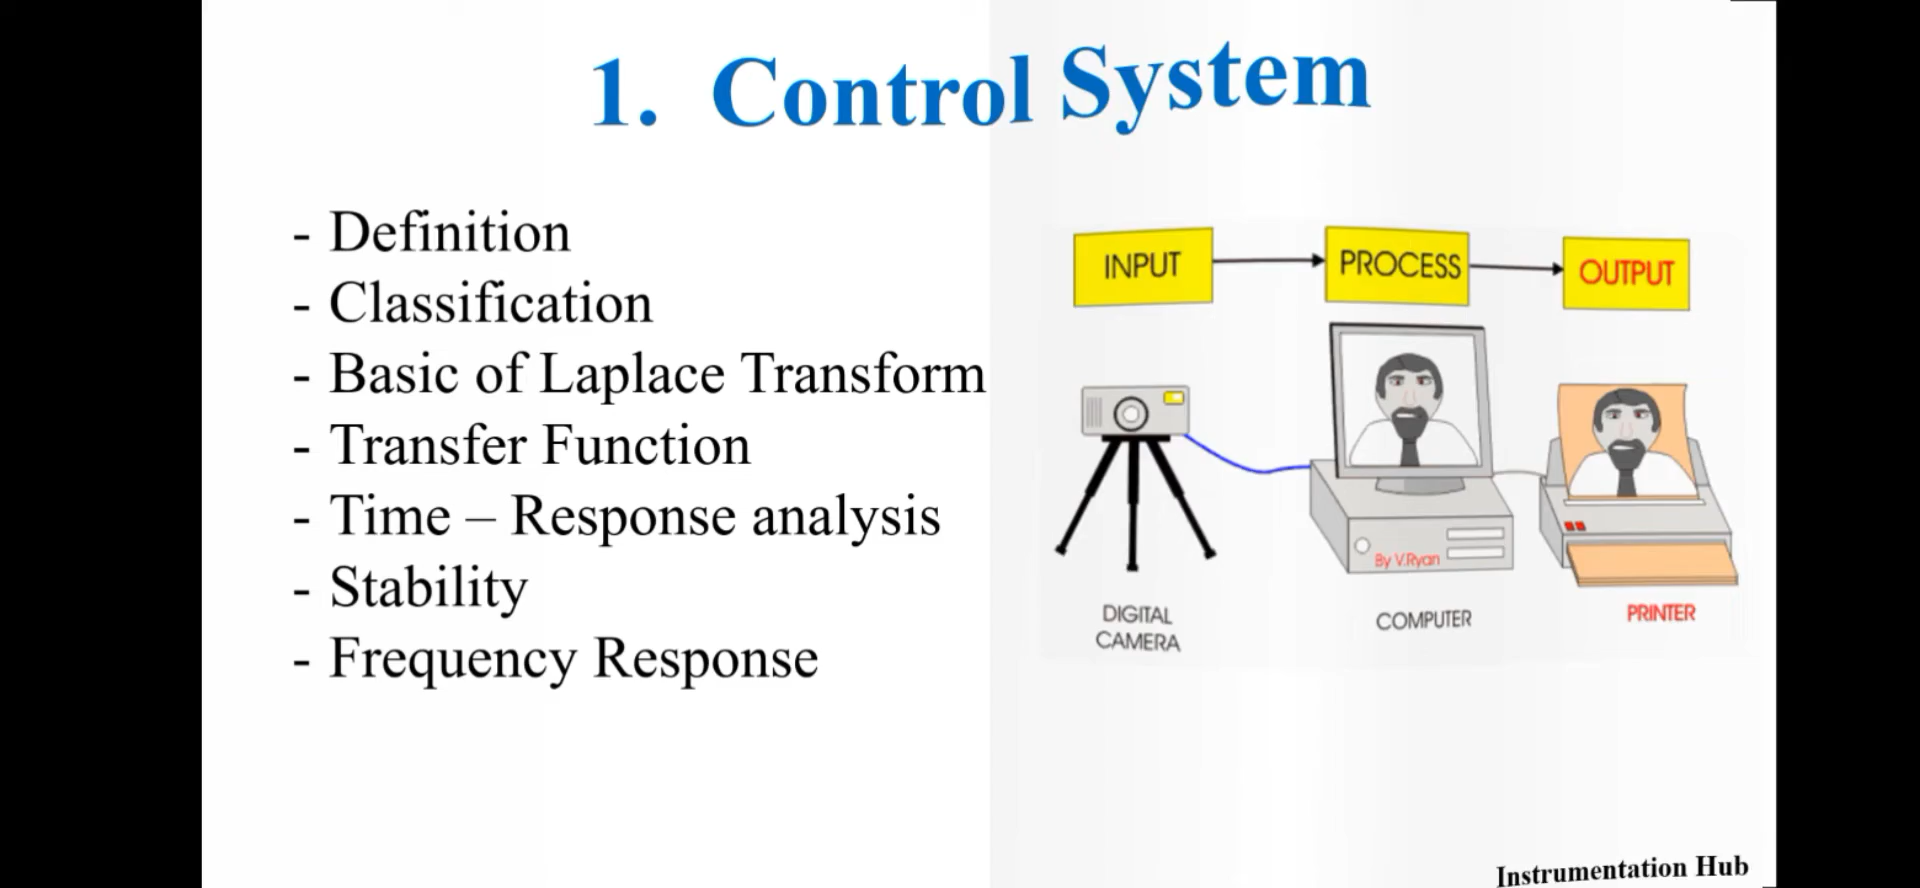 1. Control System
- Definition
- Classification
- Basic of Laplace Transform
- Transfer Function
- Time – Response analysis
- Stability
- Frequency Response
INPUT
PROCESS
OUTPUT
By V.Ryan
DIGITAL
CAMERA
COMPUTER
PRINTER
Instrumentation Hub